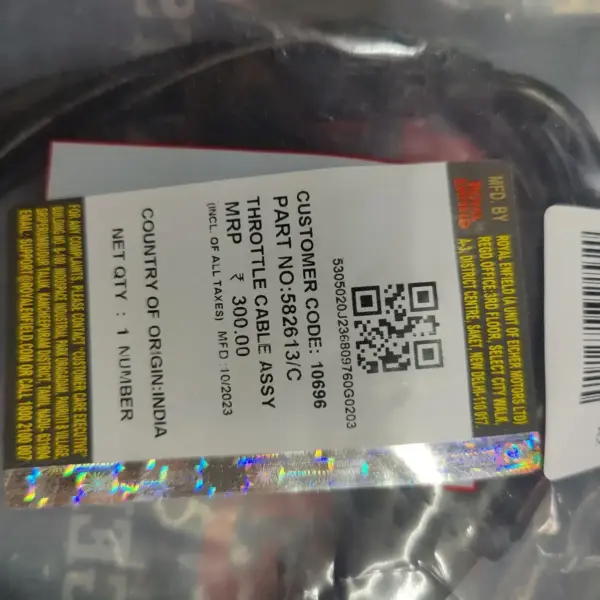 MFD. BY
ROYAL ENFIELD (A UNIT OF EICHER MOTORS LTD
REGD. OFFICE: 3RD FLOOR, SELECT CITY WALK,
A-3 DISTRICT CENTRE, SAKET, NEW DELHI-110 017.
5305020J236809760G0203
CUSTOMER CODE: 10696
PART NO:582613/C
THROTTLE CABLE ASSY
MRP ₹ 300.00
(INCL. OF ALL TAXES) MFD :10/2023
COUNTRY OF ORIGIN:INDIA
NET QTY : 1 NUMBER
FOR ANY COMPLAINTS, PLEASE CONTACT "CUSTOMER CARE EXECUTIVE"
EMAIL: SUPPORT@ROYALENFIELD.COM OR CALL 1800 2100 007